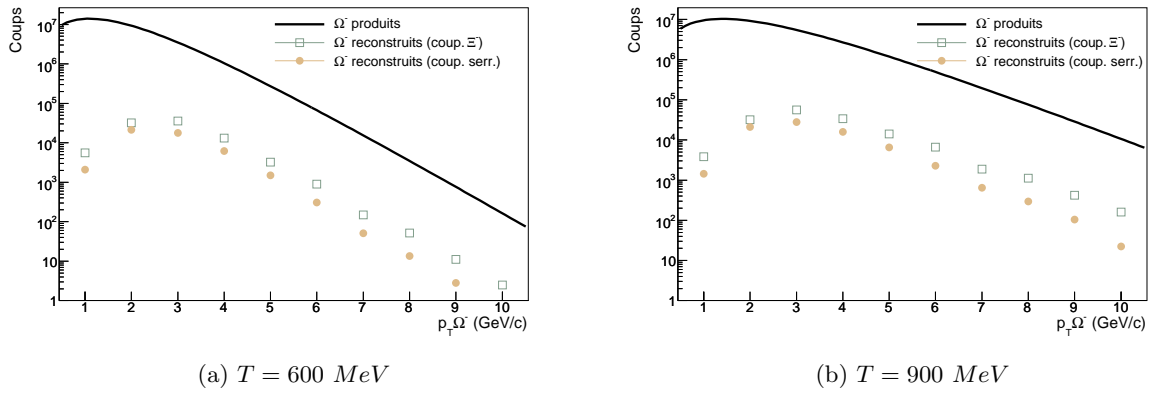 Coups
10⁷
10⁶
10⁵
10⁴
10³
10²
10
1
Ω⁻ produits
Ω⁻ reconstruits (coup. Ξ⁻)
Ω⁻ reconstruits (coup. serr.)
1 2 3 4 5 6 7 8 9 10
p_T Ω⁻ (GeV/c)
(a) T = 600 MeV
Coups
10⁷
10⁶
10⁵
10⁴
10³
10²
10
1
Ω⁻ produits
Ω⁻ reconstruits (coup. Ξ⁻)
Ω⁻ reconstruits (coup. serr.)
1 2 3 4 5 6 7 8 9 10
p_T Ω⁻ (GeV/c)
(b) T = 900 MeV